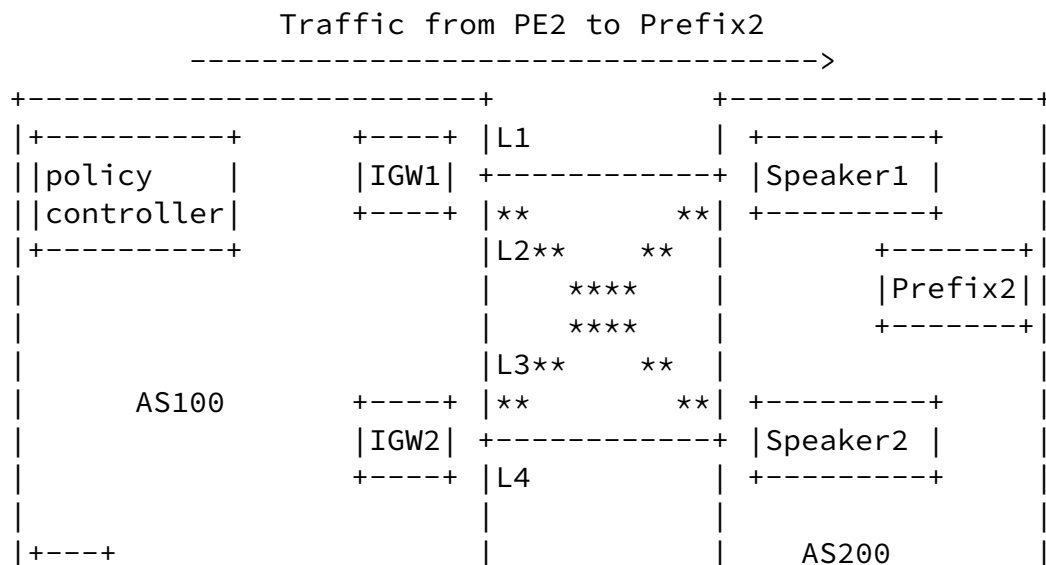 Traffic from PE2 to Prefix2
----------------------------------->
+-------------------------+            +-----------------+
|+----------+      +----+ |L1          | +---------+     |
||policy    |      |IGW1| +------------+ |Speaker1 |     |
||controller|      +----+ |**        **| +---------+     |
|+----------+             |L2**    **  |        +-------+|
|                         |    ****    |        |Prefix2||
|                         |    ****    |        +-------+|
|                         |L3**    **  |                 |
|      AS100       +----+ |**        **| +---------+     |
|                  |IGW2| +------------+ |Speaker2 |     |
|                  +----+ |L4          | +---------+     |
|                         |            |                 |
|+---+                    |            |    AS200        |